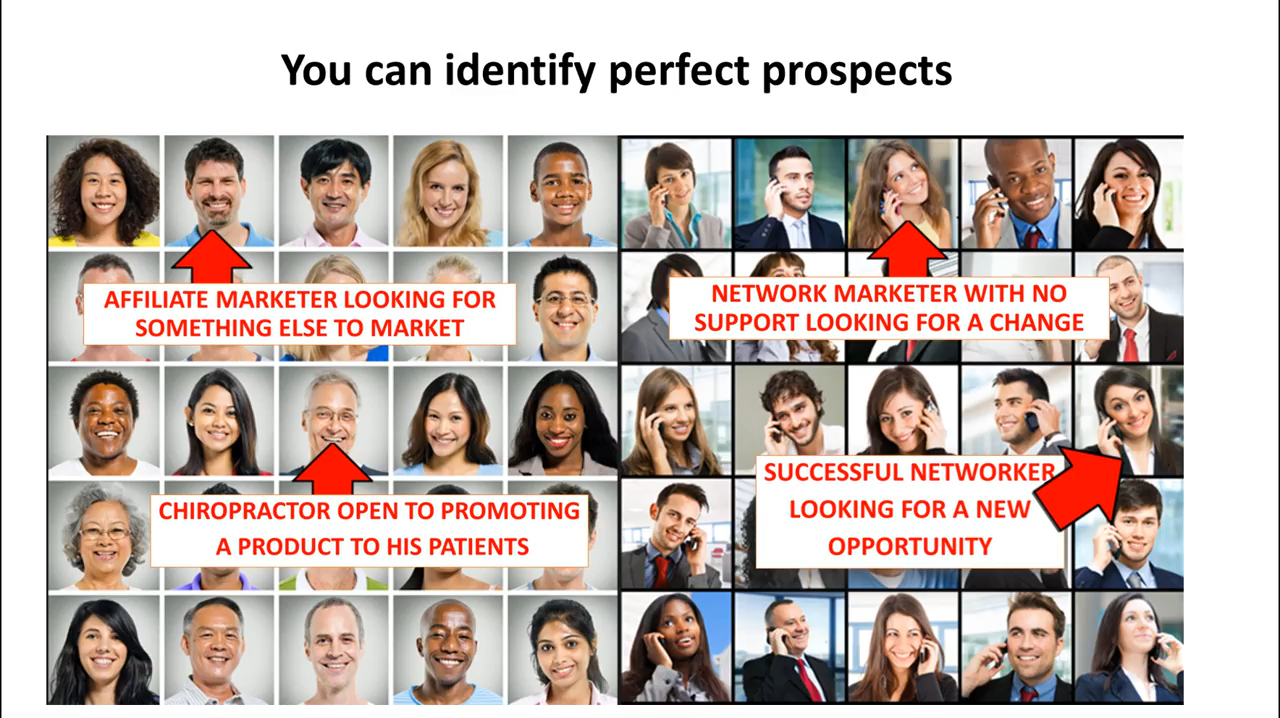 You can identify perfect prospects
AFFILIATE MARKETER LOOKING FOR
SOMETHING ELSE TO MARKET
NETWORK MARKETER WITH NO
SUPPORT LOOKING FOR A CHANGE
CHIROPRACTOR OPEN TO PROMOTING
A PRODUCT TO HIS PATIENTS
SUCCESSFUL NETWORKER
LOOKING FOR A NEW
OPPORTUNITY